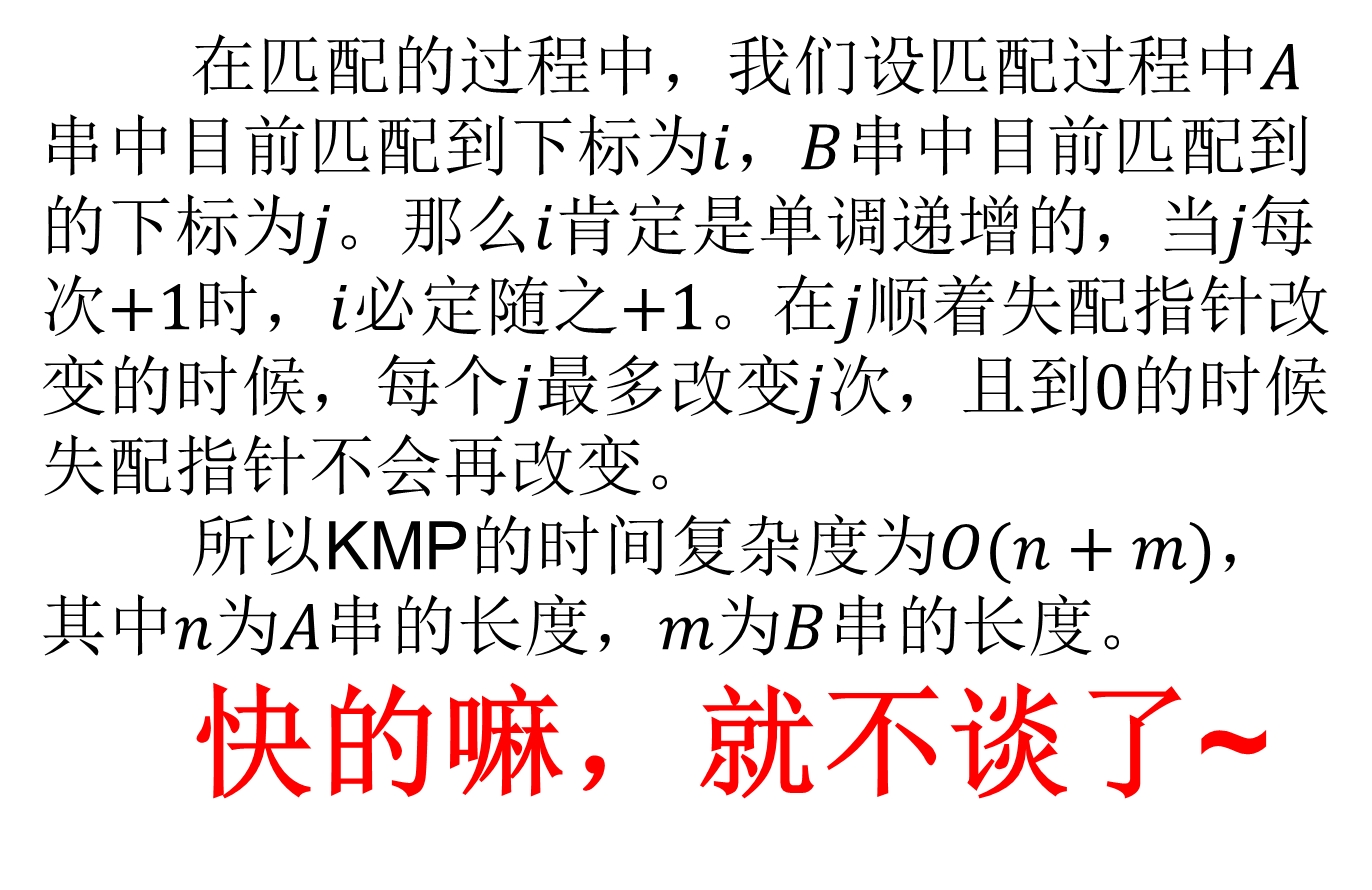 在匹配的过程中，我们设匹配过程中A
串中目前匹配到下标为i，B串中目前匹配到
的下标为j。那么i肯定是单调递增的，当j每
次+1时，i必定随之+1。在j顺着失配指针改
变的时候，每个j最多改变j次，且到0的时候
失配指针不会再改变。
所以KMP的时间复杂度为O(n + m)，
其中n为A串的长度，m为B串的长度。
快的嘛，就不谈了~